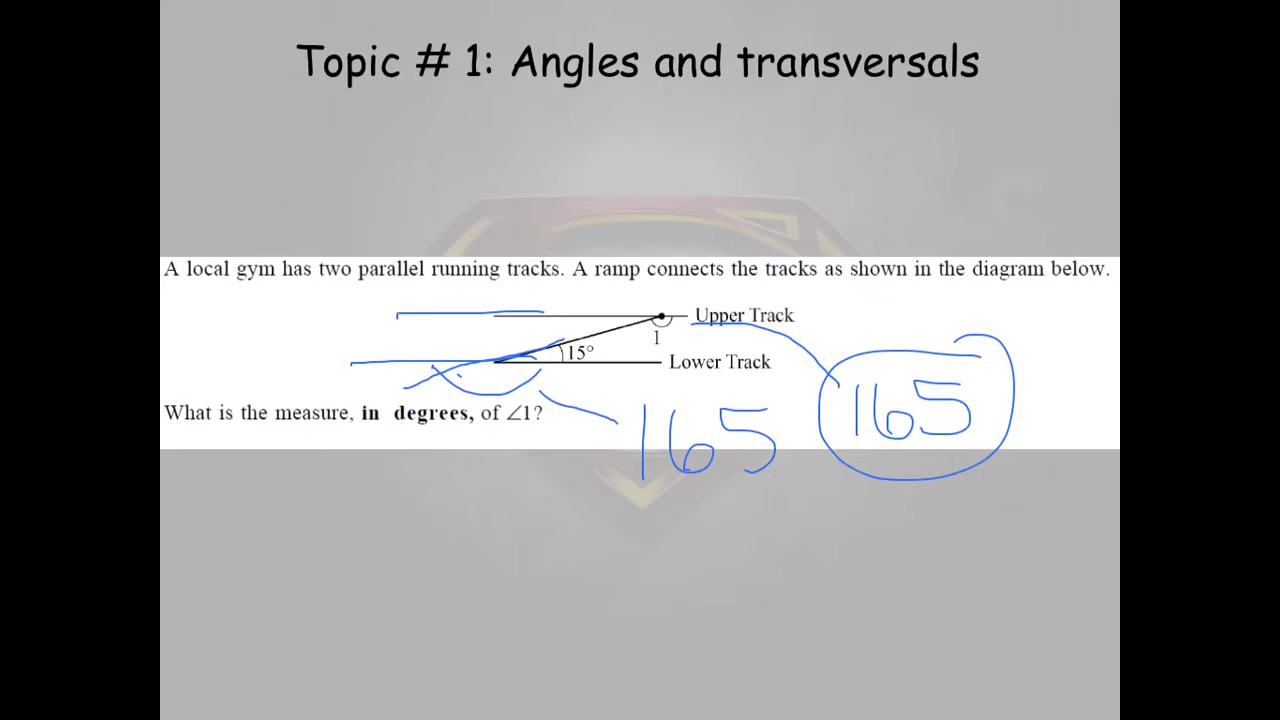 Topic # 1: Angles and transversals
A local gym has two parallel running tracks. A ramp connects the tracks as shown in the diagram below.
Upper Track
1
15°
Lower Track
What is the measure, in degrees, of ∠1?
165
165